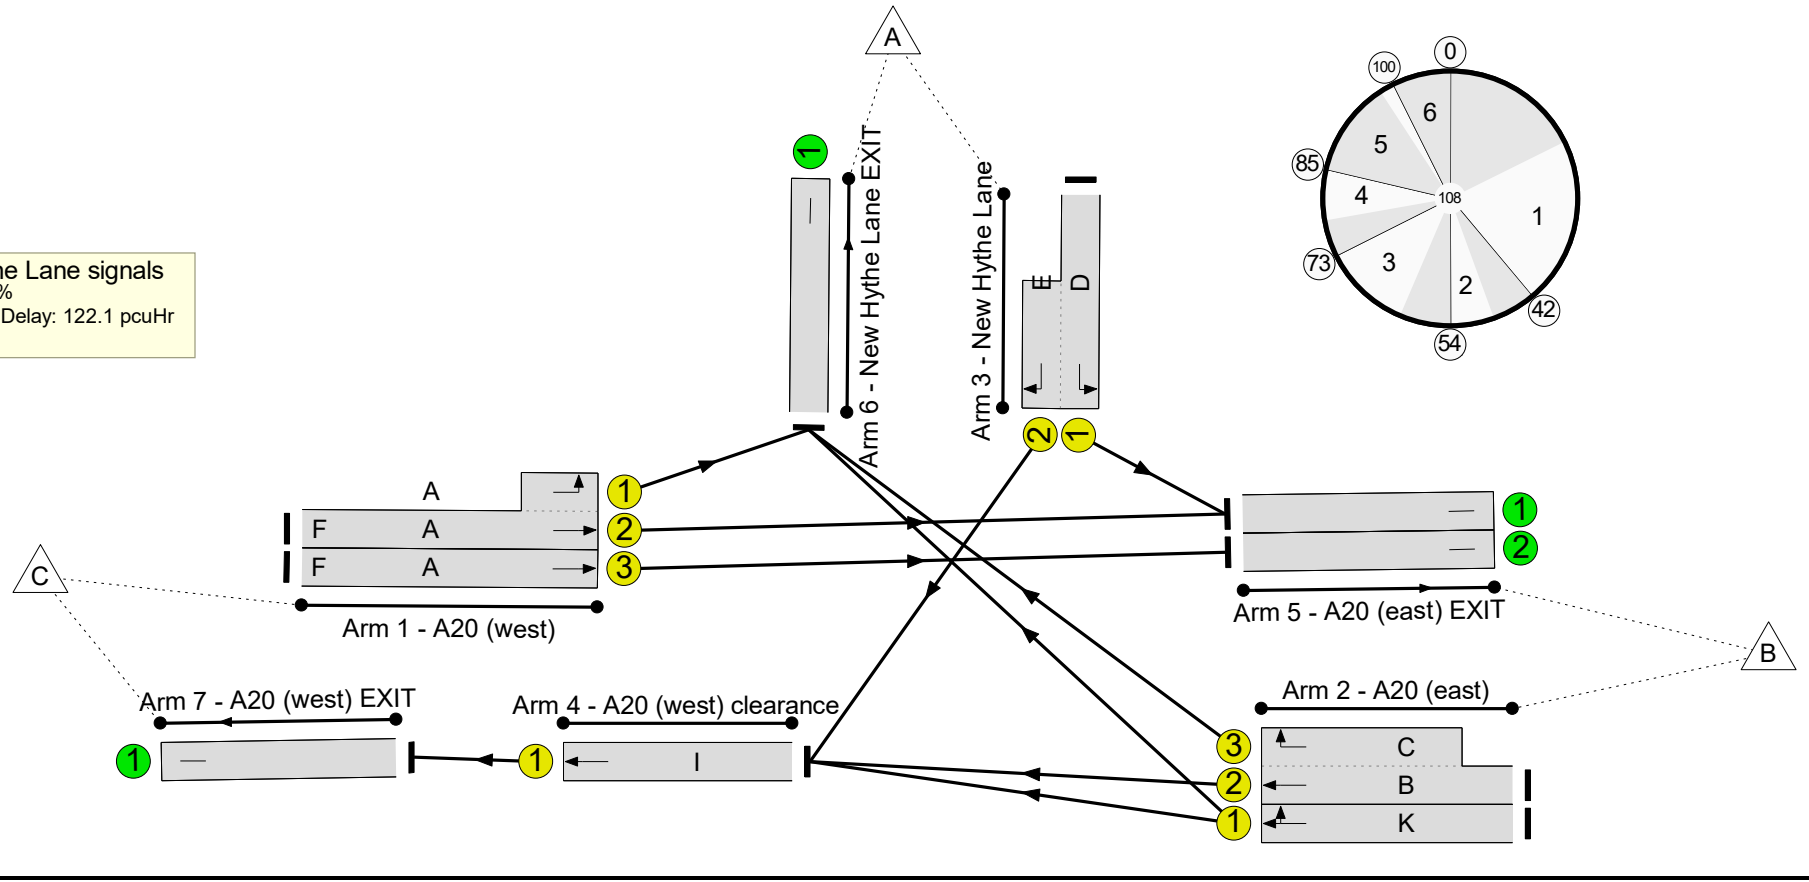 A
100
0
6
5
1
85
4
108
1
3
2
73
42
54
Arm 6 - New Hythe Lane EXIT
Arm 3 - New Hythe Lane
E
D
2
1
ne Lane signals
%
Delay: 122.1 pcuHr
A
1
F
A
2
F
A
3
Arm 1 - A20 (west)
C
1
2
Arm 5 - A20 (east) EXIT
B
Arm 7 - A20 (west) EXIT
1
Arm 4 - A20 (west) clearance
1
I
Arm 2 - A20 (east)
3
C
2
B
1
K